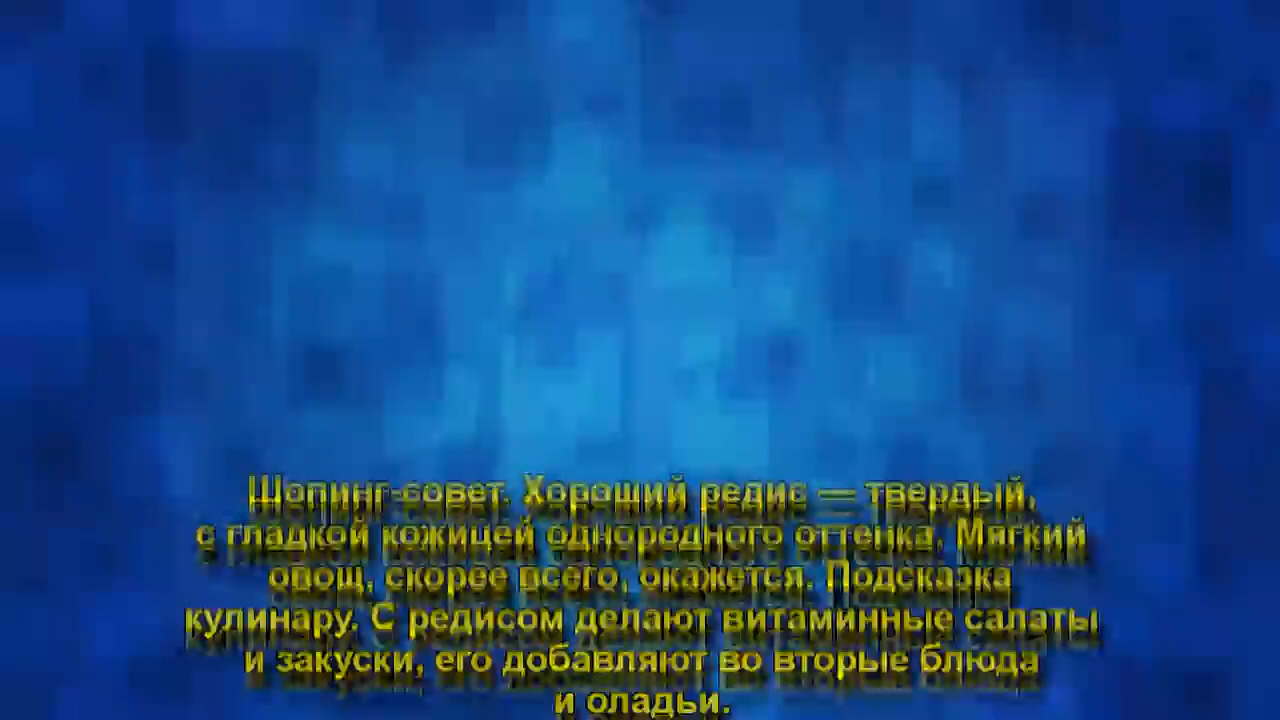 Шопинг-совет. Хороший редис — твердый,
с гладкой кожицей однородного оттенка. Мягкий
овощ, скорее всего, окажется. Подсказка
кулинару. С редисом делают витаминные салаты
и закуски, его добавляют во вторые блюда
и оладьи.